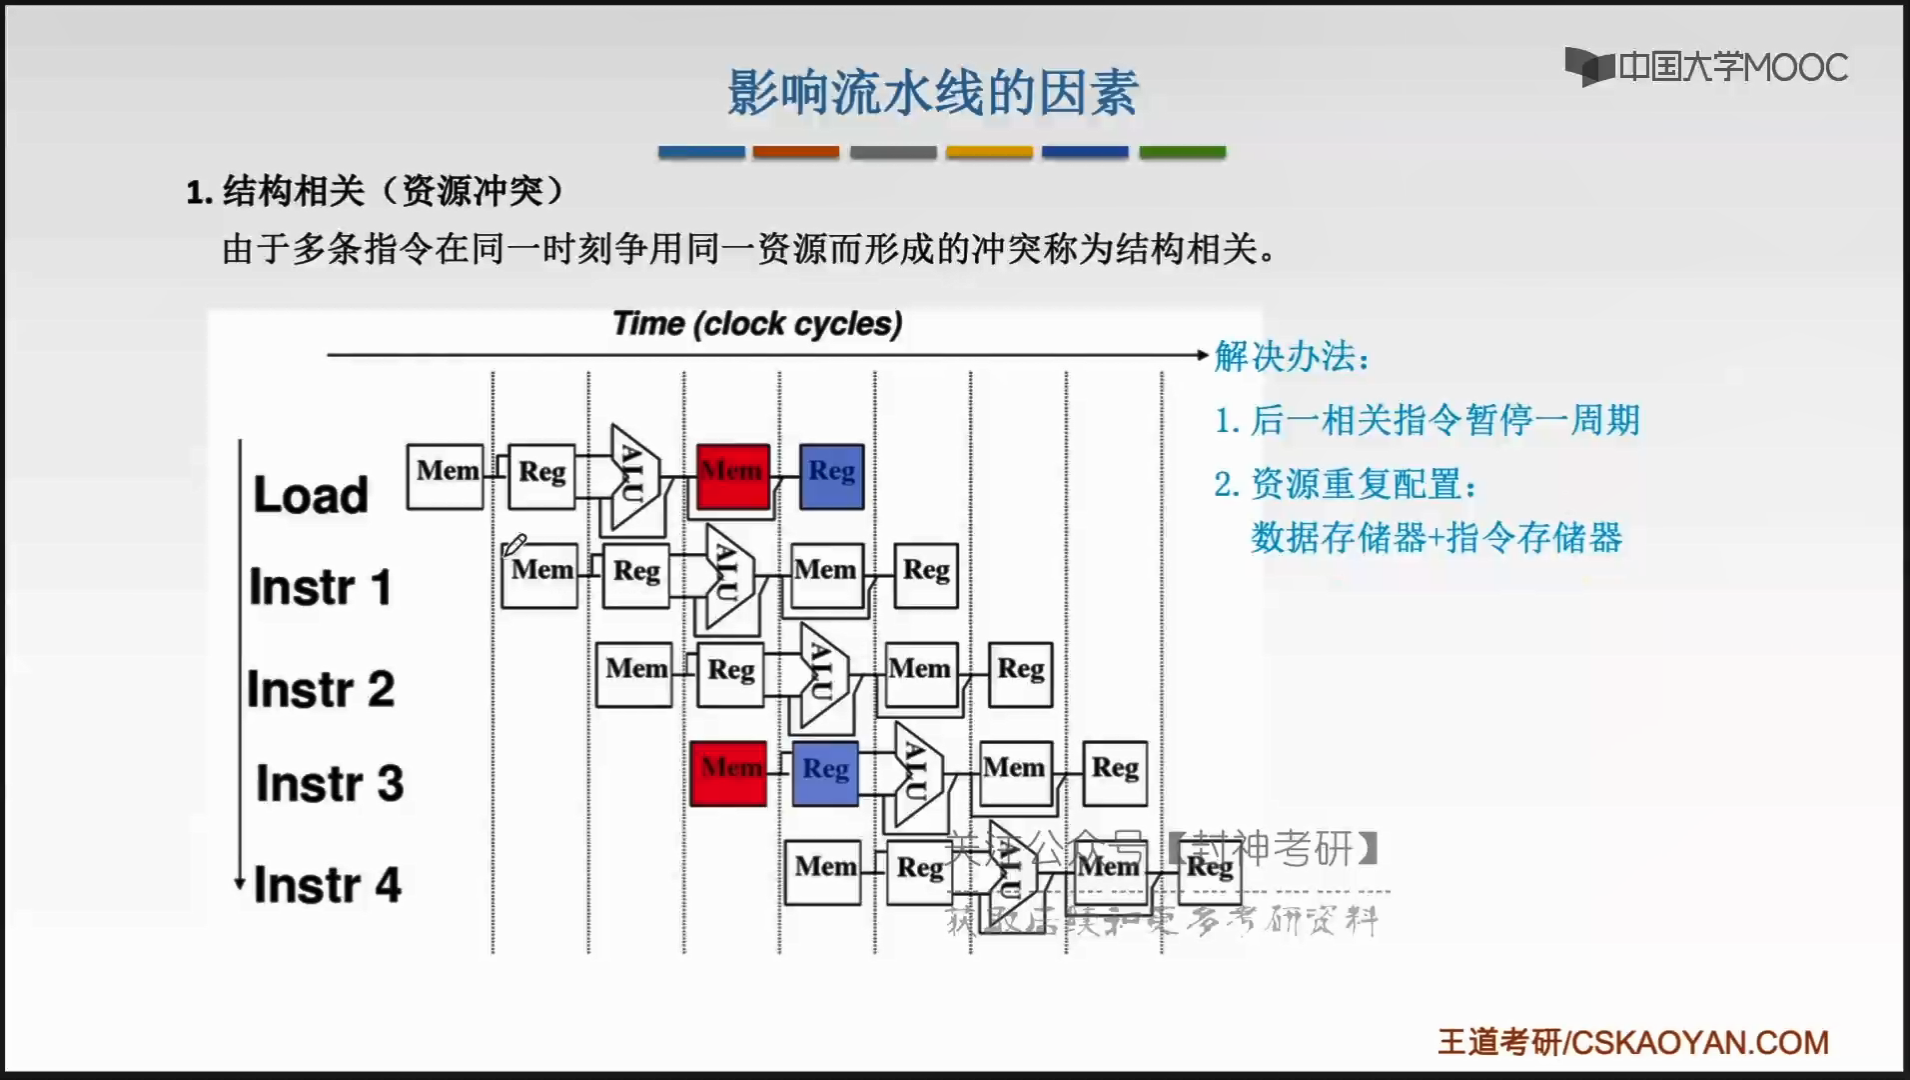 中国大学MOOC
影响流水线的因素
1. 结构相关（资源冲突）
由于多条指令在同一时刻争用同一资源而形成的冲突称为结构相关。
Time (clock cycles)
解决办法：
1. 后一相关指令暂停一周期
2. 资源重复配置：
数据存储器+指令存储器
Load Mem Reg ALU Mem Reg
Instr 1 Mem Reg ALU Mem Reg
Instr 2 Mem Reg ALU Mem Reg
Instr 3 Mem Reg ALU Mem Reg
Instr 4 Mem Reg ALU Mem Reg
关注公众号【封神考研】
获取后续和更多考研资料
王道考研/CSKAOYAN.COM